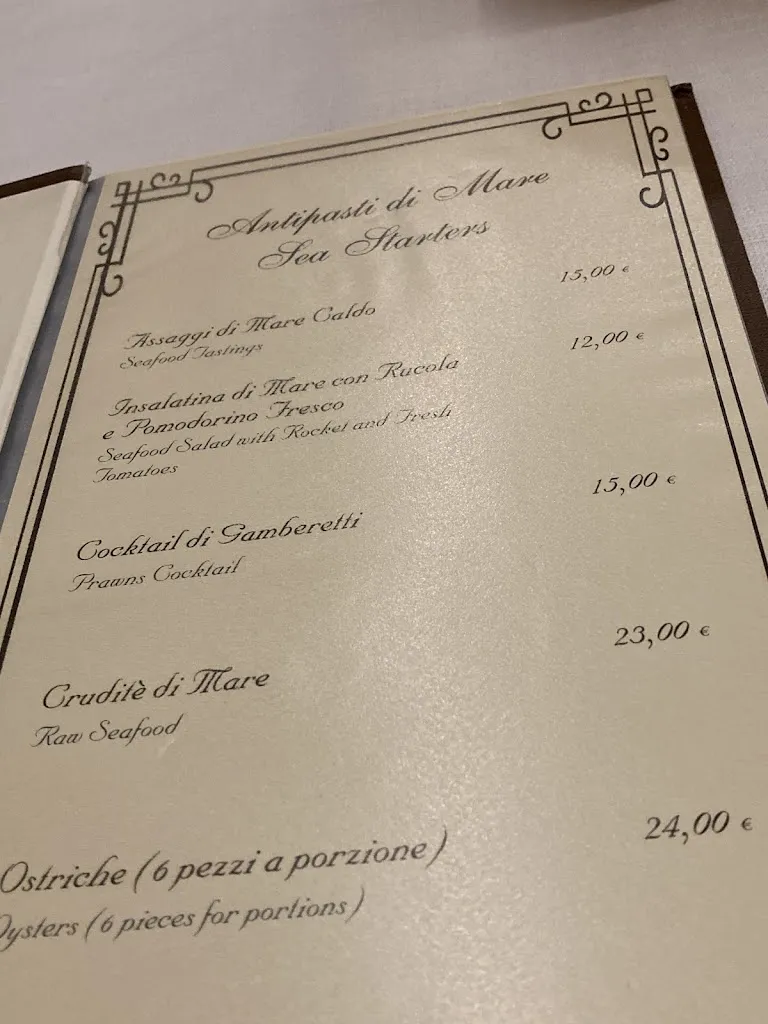 Antipasti di Mare
Sea Starters
Assaggi di Mare Caldo 15,00 €
Seafood Tastings
Insalatina di Mare con Rucola 12,00 €
e Pomodorino Fresco
Seafood Salad with Rocket and Fresh
Tomatoes
Cocktail di Gamberetti 15,00 €
Prawns Cocktail
Cruditè di Mare 23,00 €
Raw Seafood
Ostriche (6 pezzi a porzione) 24,00 €
Oysters (6 pieces for portions)